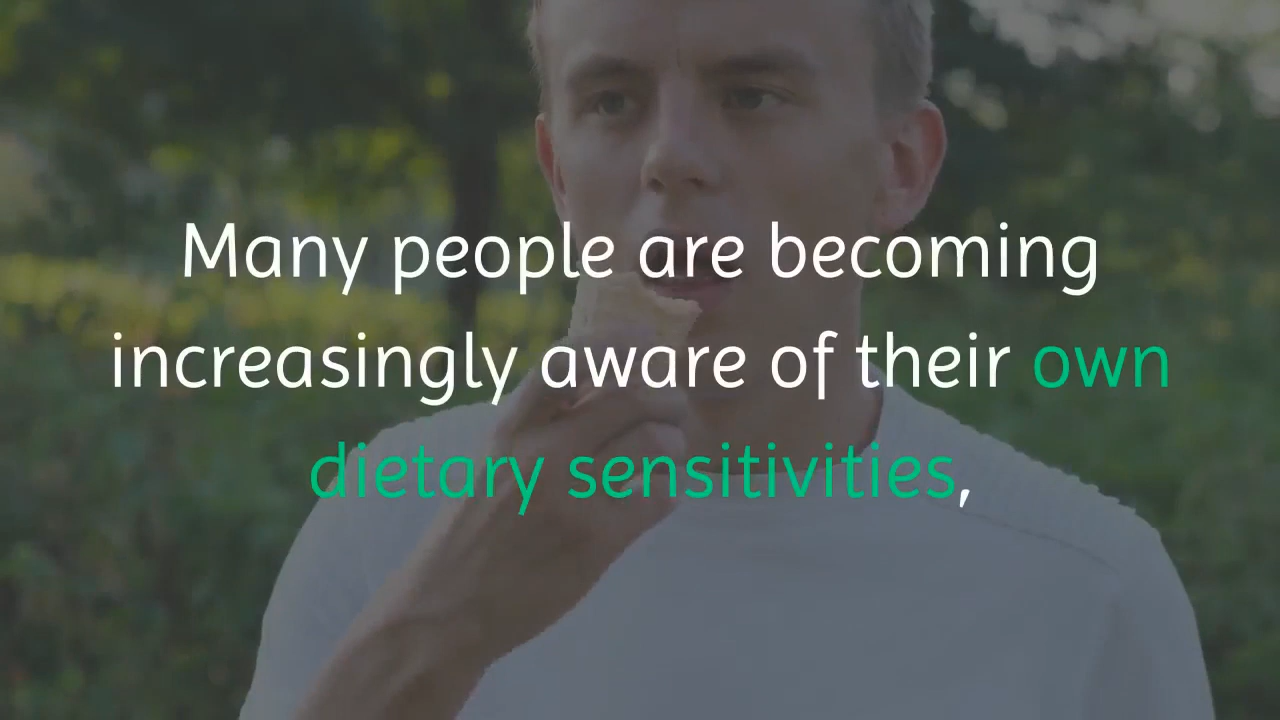 Many people are becoming
increasingly aware of their own
dietary sensitivities,